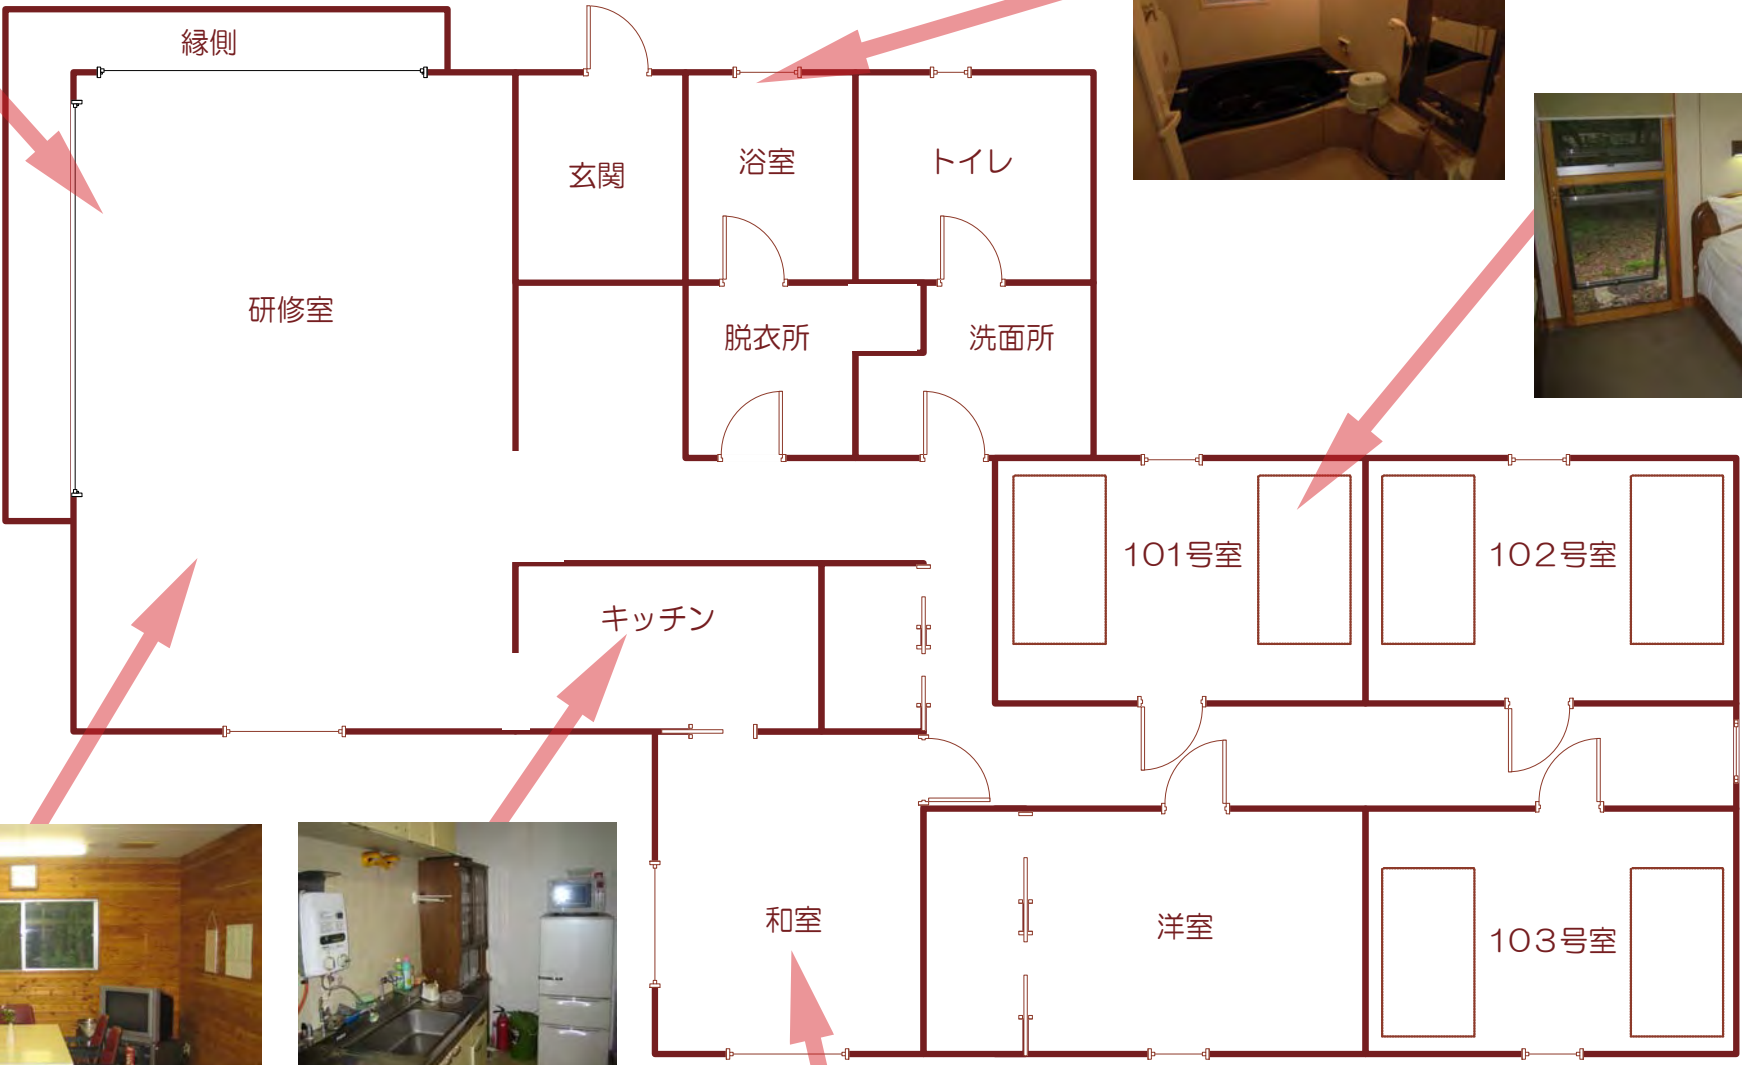 縁側
玄関
浴室
トイレ
研修室
脱衣所
洗面所
101号室
102号室
キッチン
和室
洋室
103号室